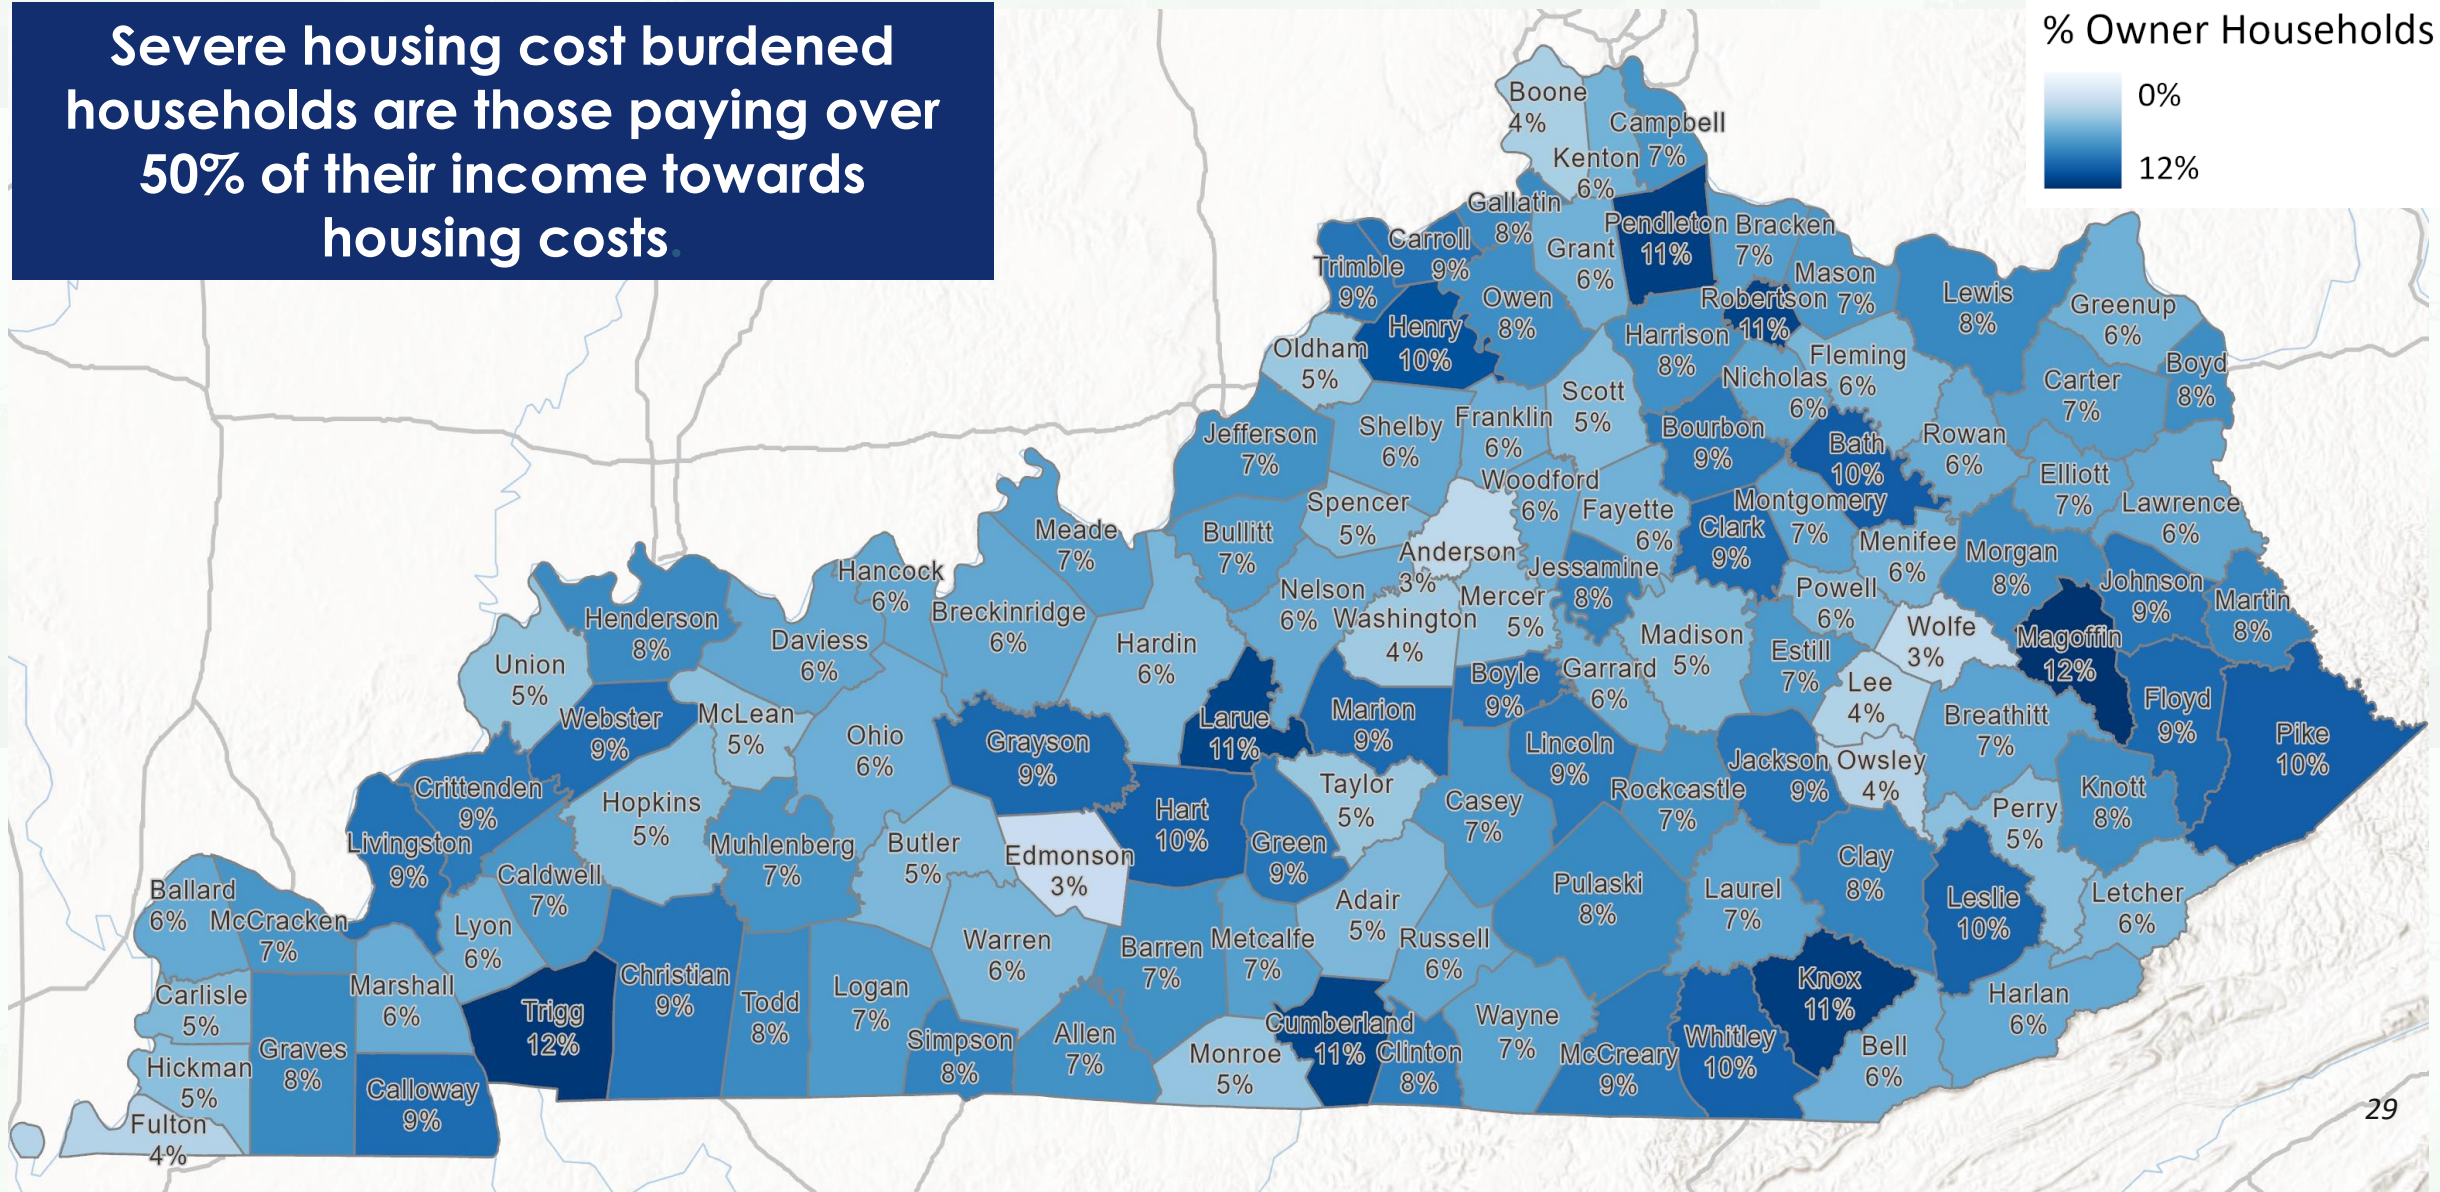 Severe housing cost burdened
households are those paying over
50% of their income towards
housing costs.
% Owner Households
0%
12%
Boone
4%
Campbell
7%
Kenton
6%
Gallatin
8%
Carroll
9%
Trimble
9%
Grant
6%
Pendleton
11%
Bracken
7%
Mason
7%
Robertson
11%
Lewis
8%
Greenup
6%
Owen
8%
Henry
10%
Oldham
5%
Harrison
8%
Nicholas
6%
Fleming
6%
Carter
7%
Boyd
8%
Scott
5%
Jefferson
7%
Shelby
6%
Franklin
6%
Bourbon
9%
Bath
10%
Rowan
6%
Elliott
7%
Lawrence
6%
Woodford
6%
Fayette
6%
Spencer
5%
Montgomery
7%
Clark
9%
Menifee
6%
Morgan
8%
Johnson
9%
Martin
8%
Meade
7%
Bullitt
7%
Anderson
3%
Jessamine
8%
Hancock
6%
Breckinridge
6%
Nelson
6%
Washington
4%
Mercer
5%
Powell
6%
Wolfe
3%
Magoffin
12%
Henderson
8%
Daviess
6%
Hardin
6%
Madison
5%
Estill
7%
Union
5%
Boyle
9%
Garrard
6%
Lee
4%
Floyd
9%
Pike
10%
Webster
9%
McLean
5%
Ohio
6%
Grayson
9%
Larue
11%
Marion
9%
Lincoln
9%
Jackson
9%
Owsley
4%
Breathitt
7%
Knott
8%
Crittenden
9%
Hopkins
5%
Taylor
5%
Casey
7%
Rockcastle
7%
Perry
5%
Livingston
9%
Caldwell
7%
Muhlenberg
7%
Butler
5%
Edmonson
3%
Hart
10%
Green
9%
Pulaski
8%
Laurel
7%
Clay
8%
Leslie
10%
Letcher
6%
Ballard
6%
McCracken
7%
Lyon
6%
Warren
6%
Barren
7%
Metcalfe
7%
Adair
5%
Russell
6%
Carlisle
5%
Marshall
6%
Trigg
12%
Christian
9%
Todd
8%
Logan
7%
Simpson
8%
Allen
7%
Monroe
5%
Cumberland
11%
Clinton
8%
Wayne
7%
McCreary
9%
Whitley
10%
Knox
11%
Bell
6%
Harlan
6%
Hickman
5%
Graves
8%
Calloway
9%
Fulton
4%
29